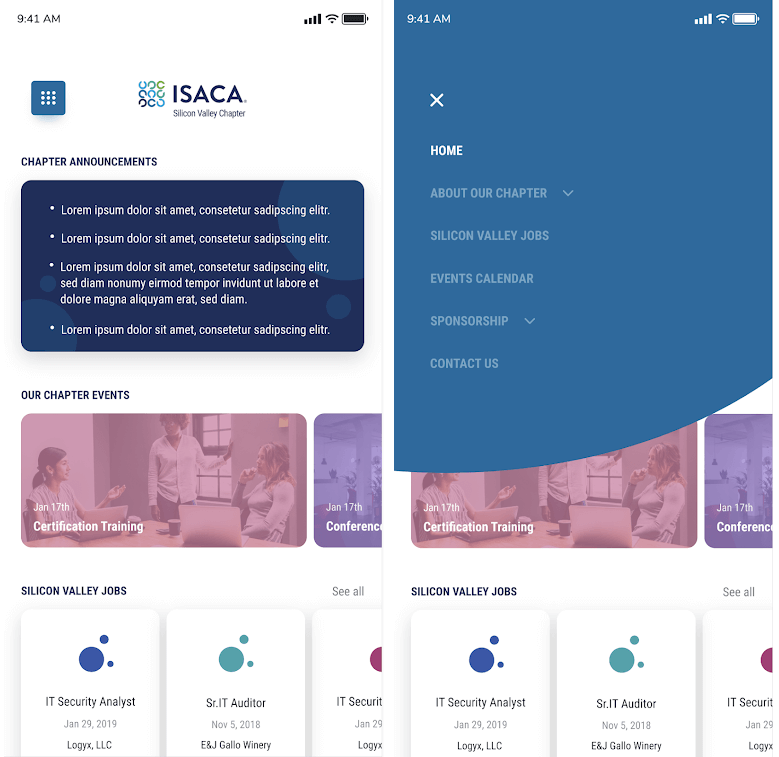 9:41 AM
ISACA®
Silicon Valley Chapter
CHAPTER ANNOUNCEMENTS
• Lorem ipsum dolor sit amet, consetetur sadipscing elitr.
• Lorem ipsum dolor sit amet, consetetur sadipscing elitr.
• Lorem ipsum dolor sit amet, consetetur sadipscing elitr,
sed diam nonumy eirmod tempor invidunt ut labore et
dolore magna aliquyam erat, sed diam.
• Lorem ipsum dolor sit amet, consetetur sadipscing elitr.
OUR CHAPTER EVENTS
Jan 17th
Certification Training
Jan 17th
Conference
SILICON VALLEY JOBS
See all
IT Security Analyst
Jan 29, 2019
Logyx, LLC
Sr.IT Auditor
Nov 5, 2018
E&J Gallo Winery
IT Securit
Jan 29
Logyx
9:41 AM
HOME
ABOUT OUR CHAPTER
SILICON VALLEY JOBS
EVENTS CALENDAR
SPONSORSHIP
CONTACT US
Jan 17th
Certification Training
Jan 17th
Conferenc
SILICON VALLEY JOBS
See all
IT Security Analyst
Jan 29, 2019
Logyx, LLC
Sr.IT Auditor
Nov 5, 2018
E&J Gallo Winery
IT Securi
Jan 2
Logy